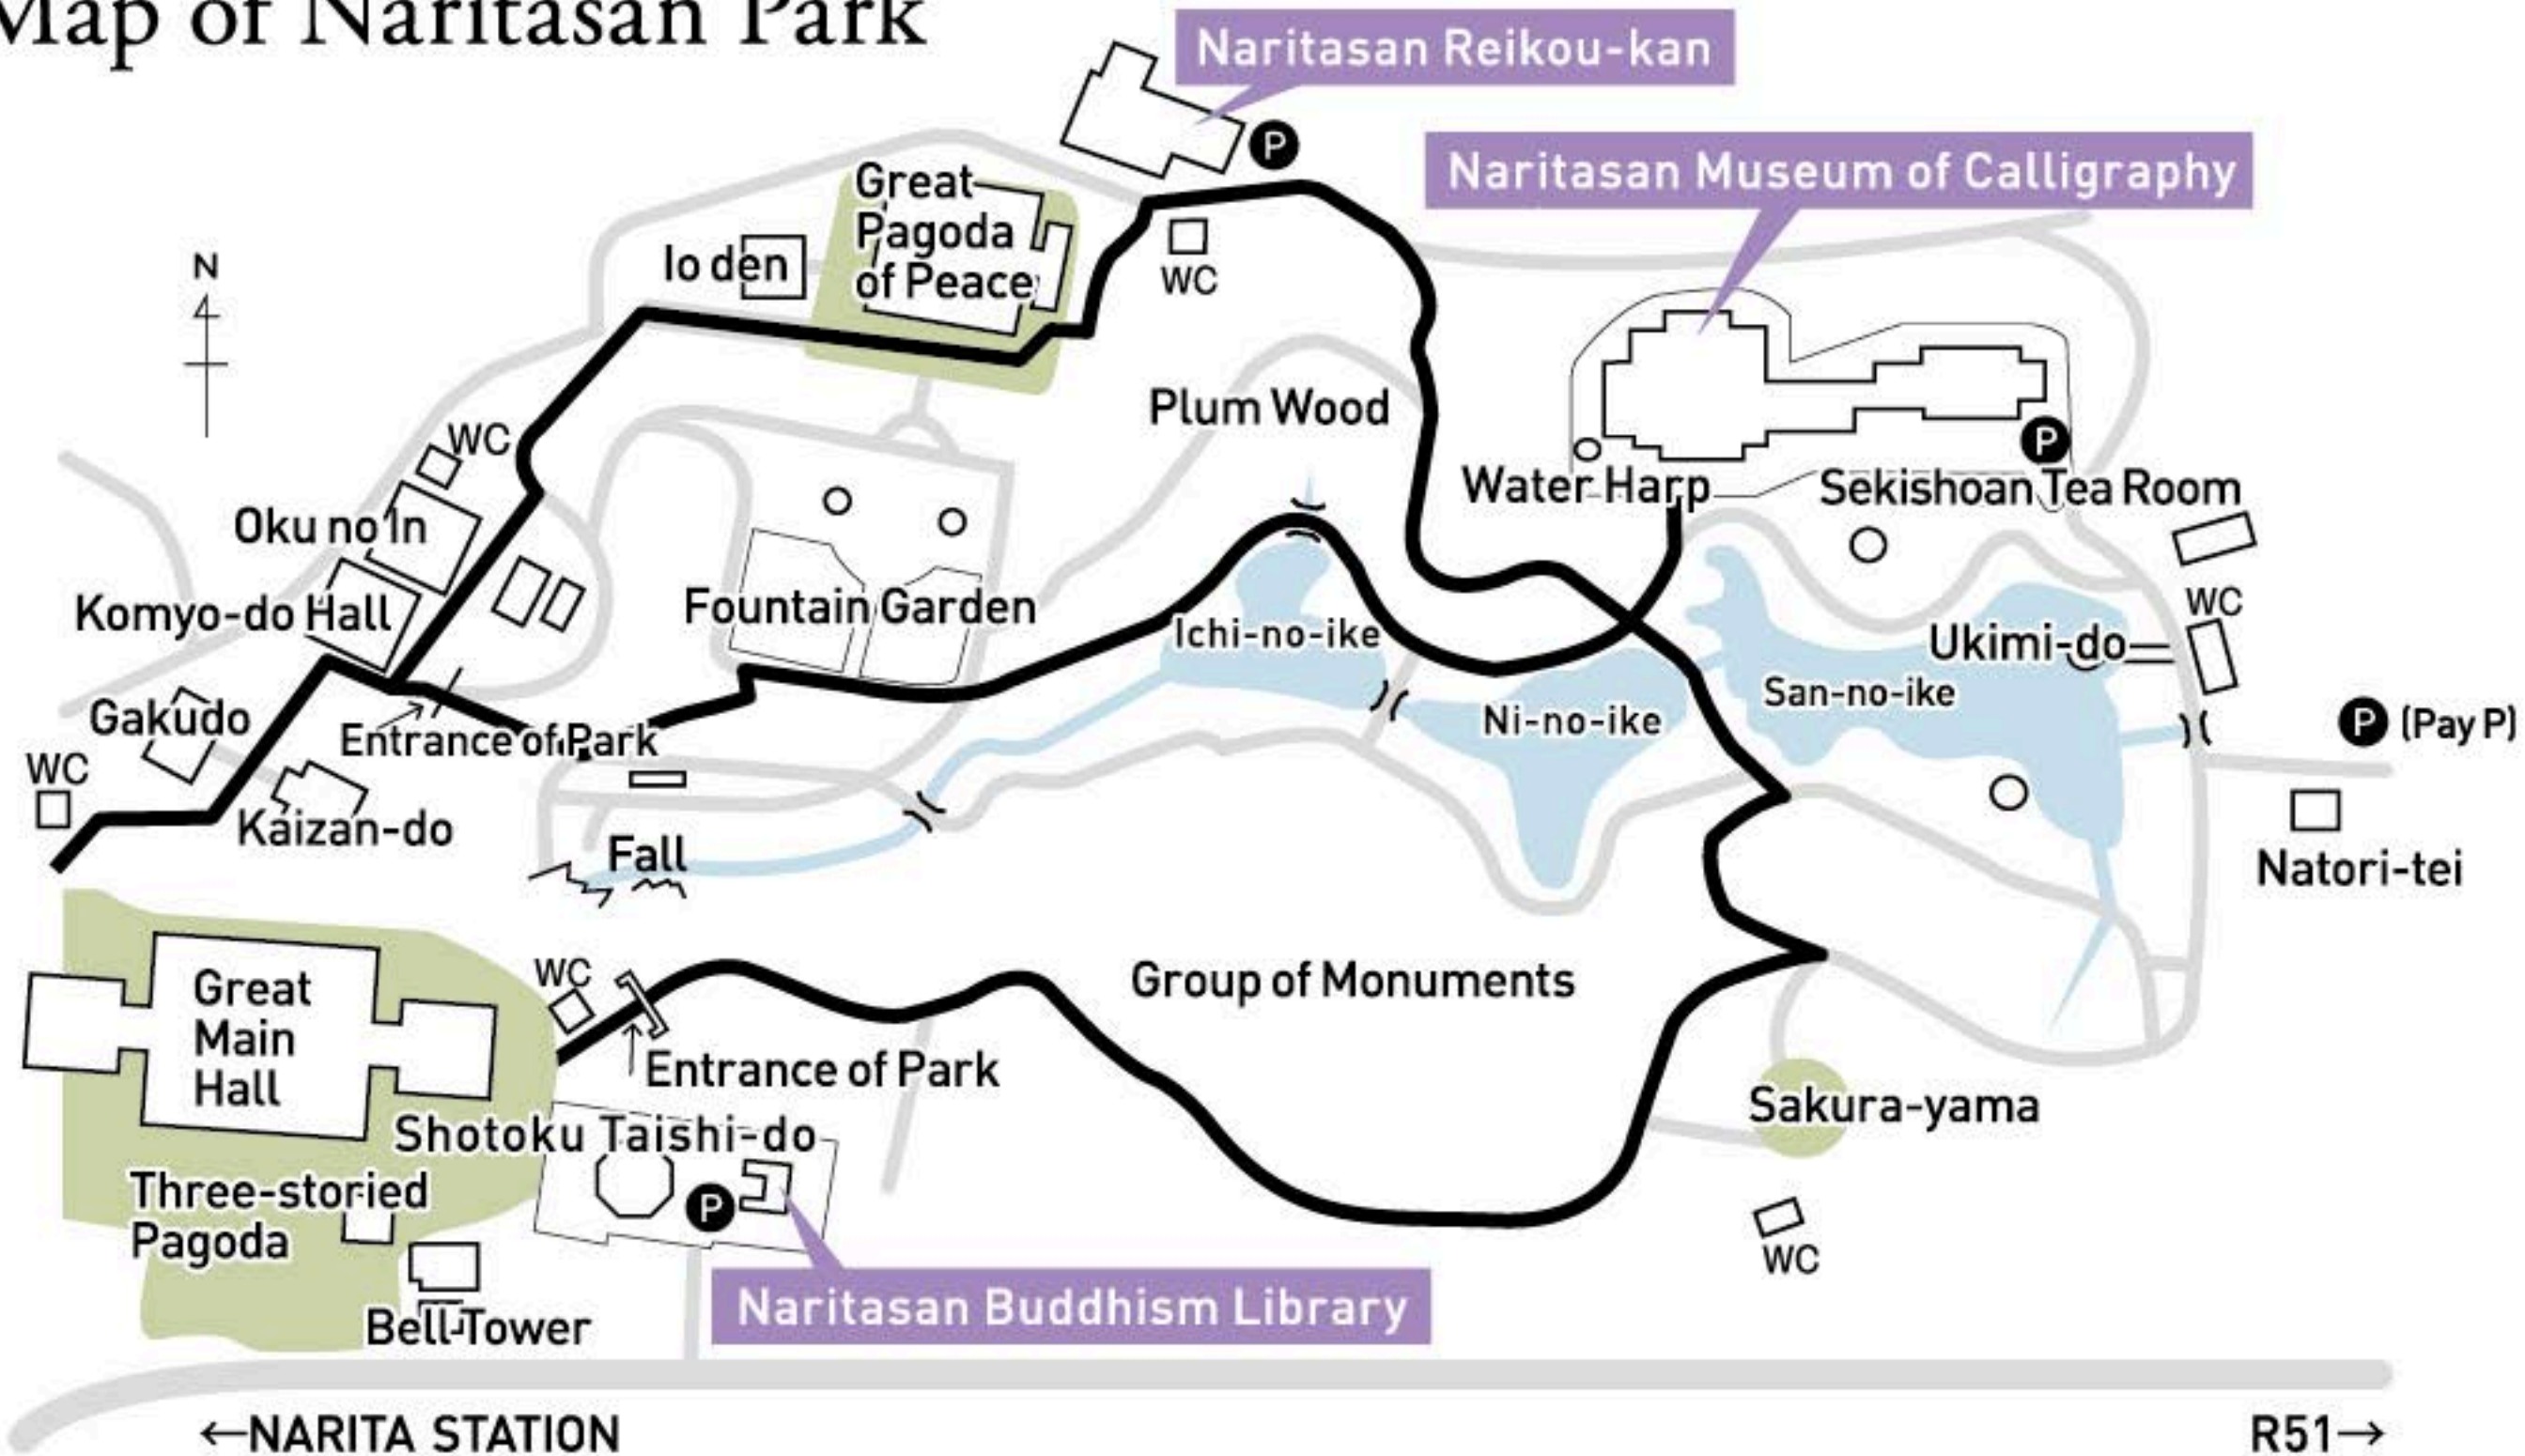 Map of Naritasan Park
Naritasan Reikou-kan
P
Naritasan Museum of Calligraphy
Great
Pagoda
of Peace
Io den
N
WC
Plum Wood
WC
P
Water Harp
Sekishoan Tea Room
Oku no In
Komyo-do Hall
Fountain Garden
Ichi-no-ike
WC
Ukimi-do
San-no-ike
Ni-no-ike
P (Pay P)
Gakudo
Entrance of Park
WC
Kaizan-do
Fall
Natori-tei
Great
Main
Hall
WC
Group of Monuments
Entrance of Park
Sakura-yama
Shotoku Taishi-do
Three-storied
Pagoda
P
WC
Naritasan Buddhism Library
Bell Tower
←NARITA STATION
R51→